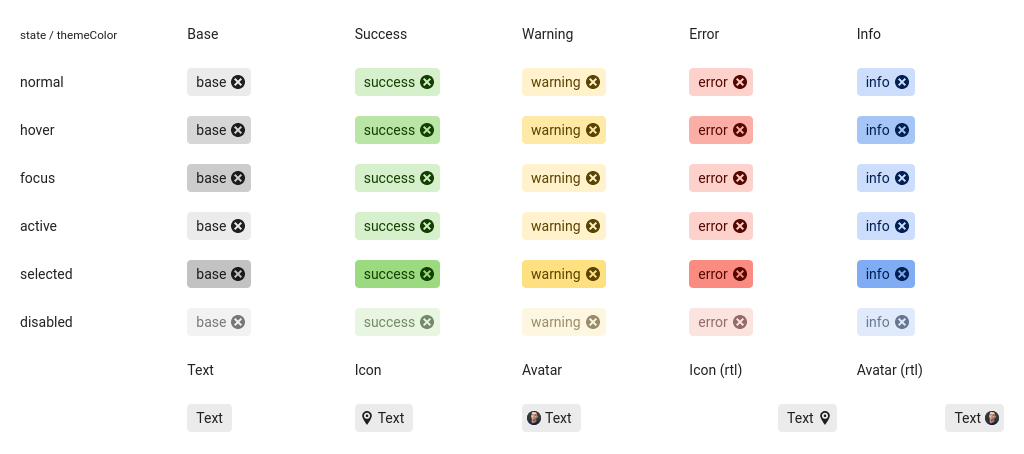 state / themeColor Base Success Warning Error Info
normal base success warning error info
hover base success warning error info
focus base success warning error info
active base success warning error info
selected base success warning error info
disabled base success warning error info
Text Icon Avatar Icon (rtl) Avatar (rtl)
Text Text Text Text Text